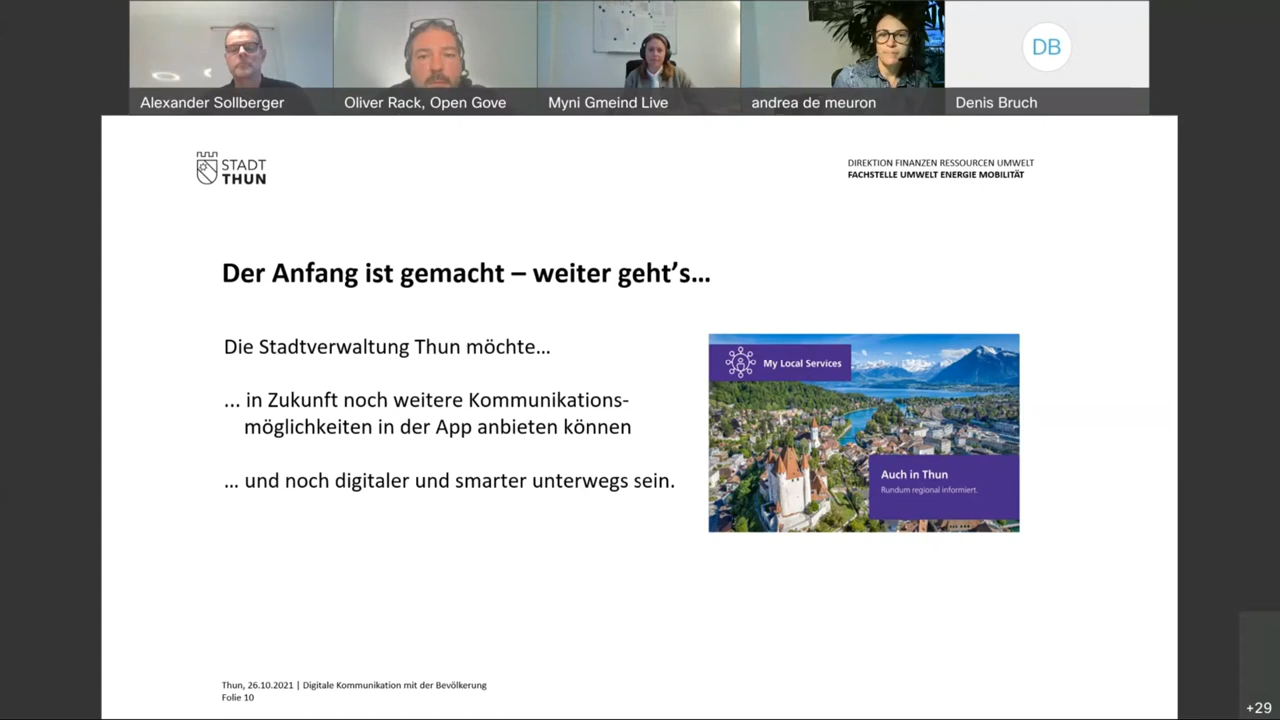 Alexander Sollberger
Oliver Rack, Open Gove
Myni Gmeind Live
andrea de meuron
DB
Denis Bruch
STADT
THUN
DIREKTION FINANZEN RESSOURCEN UMWELT
FACHSTELLE UMWELT ENERGIE MOBILITÄT
Der Anfang ist gemacht – weiter geht’s...
Die Stadtverwaltung Thun möchte...
... in Zukunft noch weitere Kommunikations-
möglichkeiten in der App anbieten können
... und noch digitaler und smarter unterwegs sein.
My Local Services
Auch in Thun
Rundum regional informiert.
Thun, 26.10.2021 | Digitale Kommunikation mit der Bevölkerung
Folie 10
+29